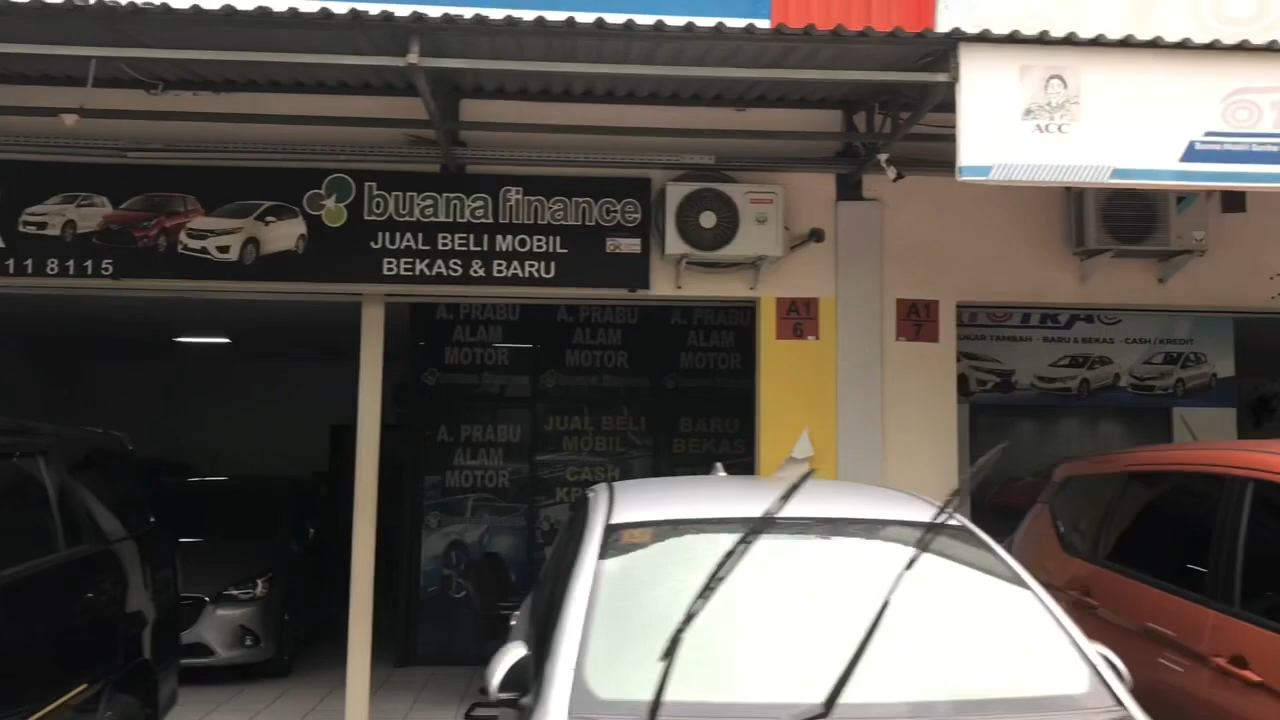 ACC
buana finance
JUAL BELI MOBIL
BEKAS & BARU
11 8115
A1
6
A1
7
A. PRABU
ALAM
MOTOR
A. PRABU
ALAM
MOTOR
A. PRABU
ALAM
MOTOR
A. PRABU
ALAM
MOTOR
JUAL BELI
MOBIL
CASH
BARU
BEKAS
TAMBAH - BARU & BEKAS - CASH / KREDIT